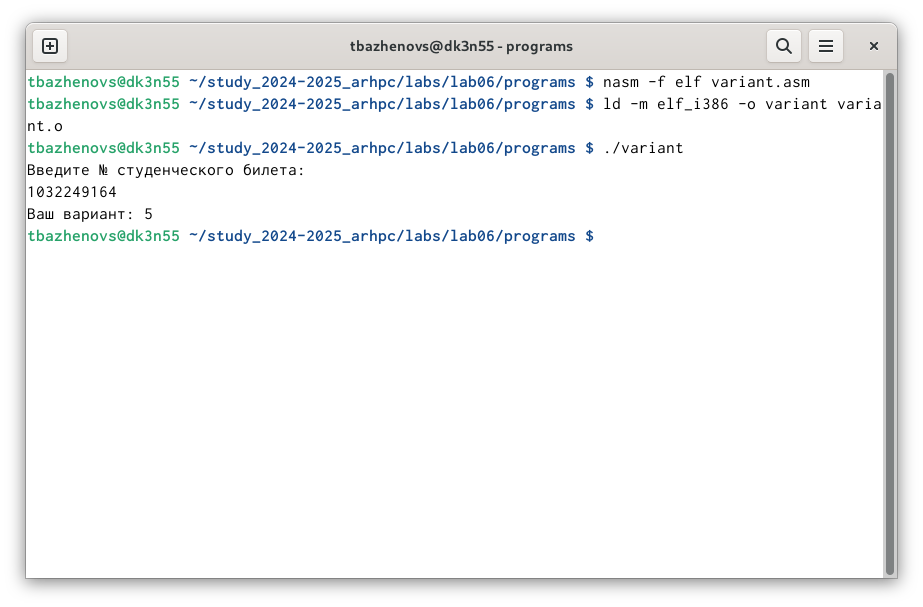 tbazhenovs@dk3n55 - programs
tbazhenovs@dk3n55 ~/study_2024-2025_arhpc/labs/lab06/programs $ nasm -f elf variant.asm
tbazhenovs@dk3n55 ~/study_2024-2025_arhpc/labs/lab06/programs $ ld -m elf_i386 -o variant varia
nt.o
tbazhenovs@dk3n55 ~/study_2024-2025_arhpc/labs/lab06/programs $ ./variant
Введите № студенческого билета:
1032249164
Ваш вариант: 5
tbazhenovs@dk3n55 ~/study_2024-2025_arhpc/labs/lab06/programs $